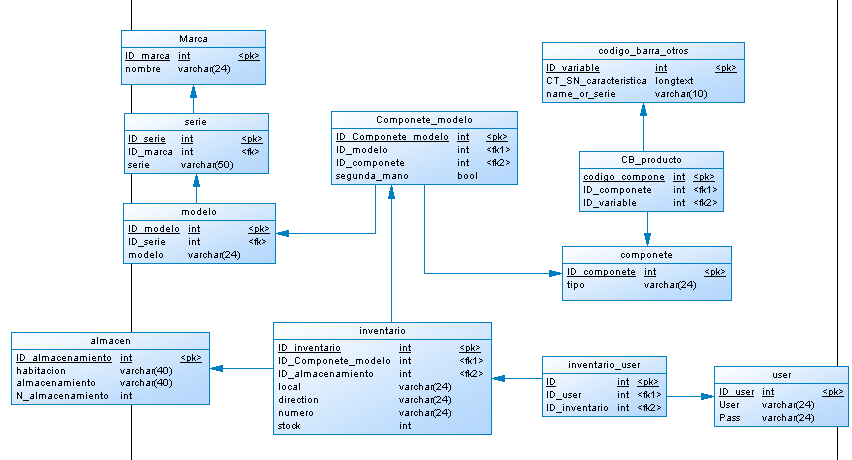 Marca
ID_marca int <pk>
nombre varchar(24)
serie
ID_serie int <pk>
ID_marca int <fk>
serie varchar(50)
modelo
ID_modelo int <pk>
ID_serie int <fk>
modelo varchar(24)
Componete_modelo
ID_Componete_modelo int <pk>
ID_modelo int <fk1>
ID_componete int <fk2>
segunda_mano bool
codigo_barra_otros
ID_variable int <pk>
CT_SN_caracteristica longtext
name_or_serie varchar(10)
CB_producto
codigo_compone int <pk>
ID_componete int <fk1>
ID_variable int <fk2>
componete
ID_componete int <pk>
tipo varchar(24)
almacen
ID_almacenamiento int <pk>
habitacion varchar(40)
almacenamiento varchar(40)
N_almacenamiento int
inventario
ID_inventario int <pk>
ID_Componete_modelo int <fk1>
ID_almacenamiento int <fk2>
local varchar(24)
direction varchar(24)
numero varchar(24)
stock int
inventario_user
ID int <pk>
ID_user int <fk1>
ID_inventario int <fk2>
user
ID_user int <pk>
User varchar(24)
Pass varchar(24)